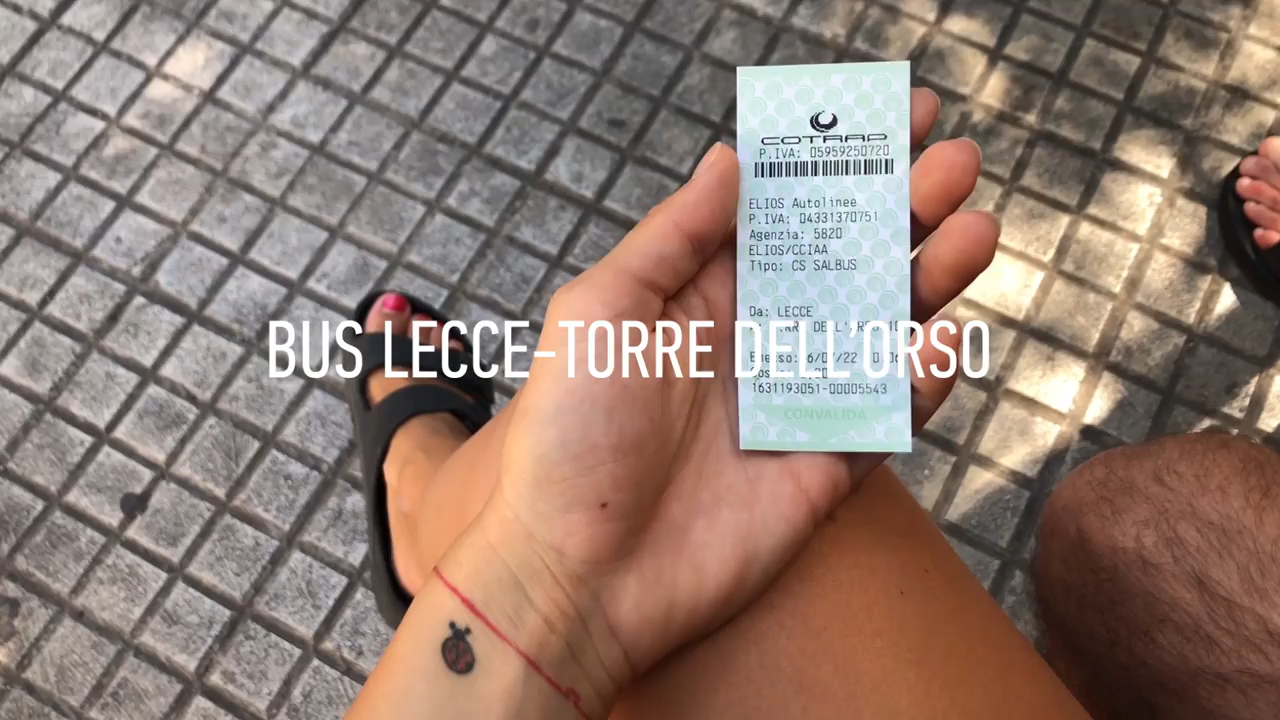 COTRAP
P.IVA: 05959250720
ELIOS Autolinee
P.IVA: 04331370751
Agenzia: 5820
ELIOS/CCIAA
Tipo: CS SALBUS
Da: LECCE
DELL'
BUS LECCE-TORRE DELL'ORSO
1631193051-00005543
CONVALIDA